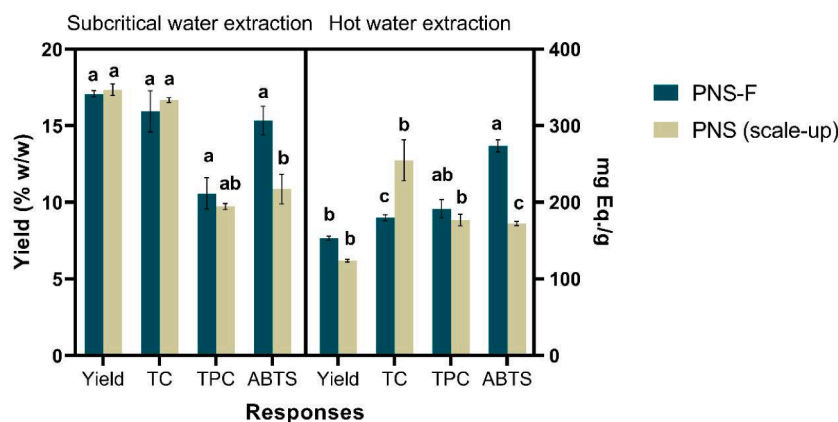 Subcritical water extraction Hot water extraction
20 400
a a a a a a
PNS-F
15 b 300
PNS (scale-up)
a ab b
Yield (% w/w)
10 ab b 200
mg Eq./g
c c
b b
5 100
0 0
Yield TC TPC ABTS Yield TC TPC ABTS
Responses